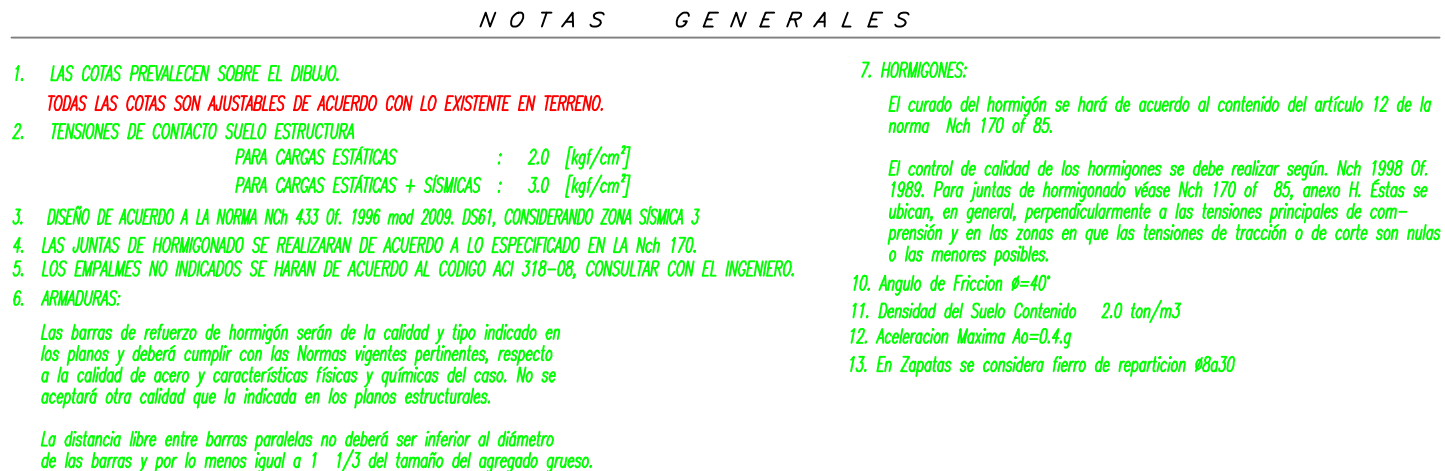 NOTAS GENERALES
1. LAS COTAS PREVALECEN SOBRE EL DIBUJO.
TODAS LAS COTAS SON AJUSTABLES DE ACUERDO CON LO EXISTENTE EN TERRENO.
2. TENSIONES DE CONTACTO SUELO ESTRUCTURA
PARA CARGAS ESTÁTICAS : 2.0 [kgf/cm²]
PARA CARGAS ESTÁTICAS + SÍSMICAS : 3.0 [kgf/cm²]
3. DISEÑO DE ACUERDO A LA NORMA NCh 433 Of. 1996 mod 2009. DS61, CONSIDERANDO ZONA SÍSMICA 3
4. LAS JUNTAS DE HORMIGONADO SE REALIZARAN DE ACUERDO A LO ESPECIFICADO EN LA Nch 170.
5. LOS EMPALMES NO INDICADOS SE HARAN DE ACUERDO AL CODIGO ACI 318-08, CONSULTAR CON EL INGENIERO.
6. ARMADURAS:
Las barras de refuerzo de hormigón serán de la calidad y tipo indicado en
los planos y deberá cumplir con las Normas vigentes pertinentes, respecto
a la calidad de acero y características físicas y químicas del caso. No se
aceptará otra calidad que la indicada en los planos estructurales.
La distancia libre entre barras paralelas no deberá ser inferior al diámetro
de las barras y por lo menos igual a 1 1/3 del tamaño del agregado grueso.
7. HORMIGONES:
El curado del hormigón se hará de acuerdo al contenido del artículo 12 de la
norma Nch 170 of 85.
El control de calidad de los hormigones se debe realizar según. Nch 1998 Of.
1989. Para juntas de hormigonado véase Nch 170 of 85, anexo H. Éstas se
ubican, en general, perpendicularmente a las tensiones principales de com-
prensión y en las zonas en que las tensiones de tracción o de corte son nulas
o las menores posibles.
10. Angulo de Friccion ø=40°
11. Densidad del Suelo Contenido 2.0 ton/m3
12. Aceleracion Maxima Ao=0.4.g
13. En Zapatas se considera fierro de reparticion ø8a30